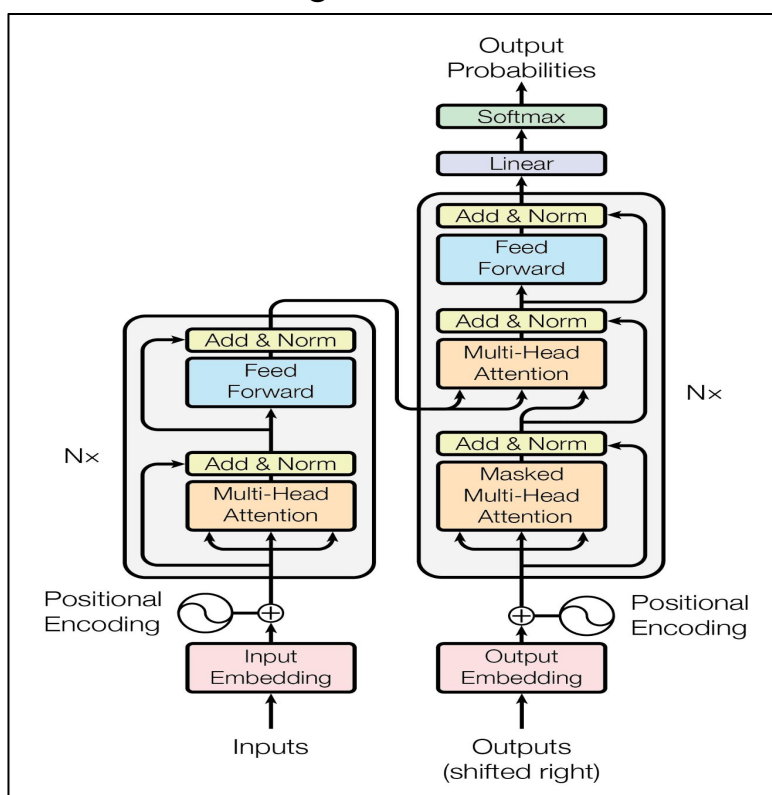 Output
Probabilities
Softmax
Linear
Add & Norm
Feed
Forward
Add & Norm
Multi-Head
Attention
Add & Norm
Masked
Multi-Head
Attention
Nx
Add & Norm
Feed
Forward
Add & Norm
Multi-Head
Attention
Nx
Positional
Encoding
Positional
Encoding
Input
Embedding
Output
Embedding
Inputs
Outputs
(shifted right)